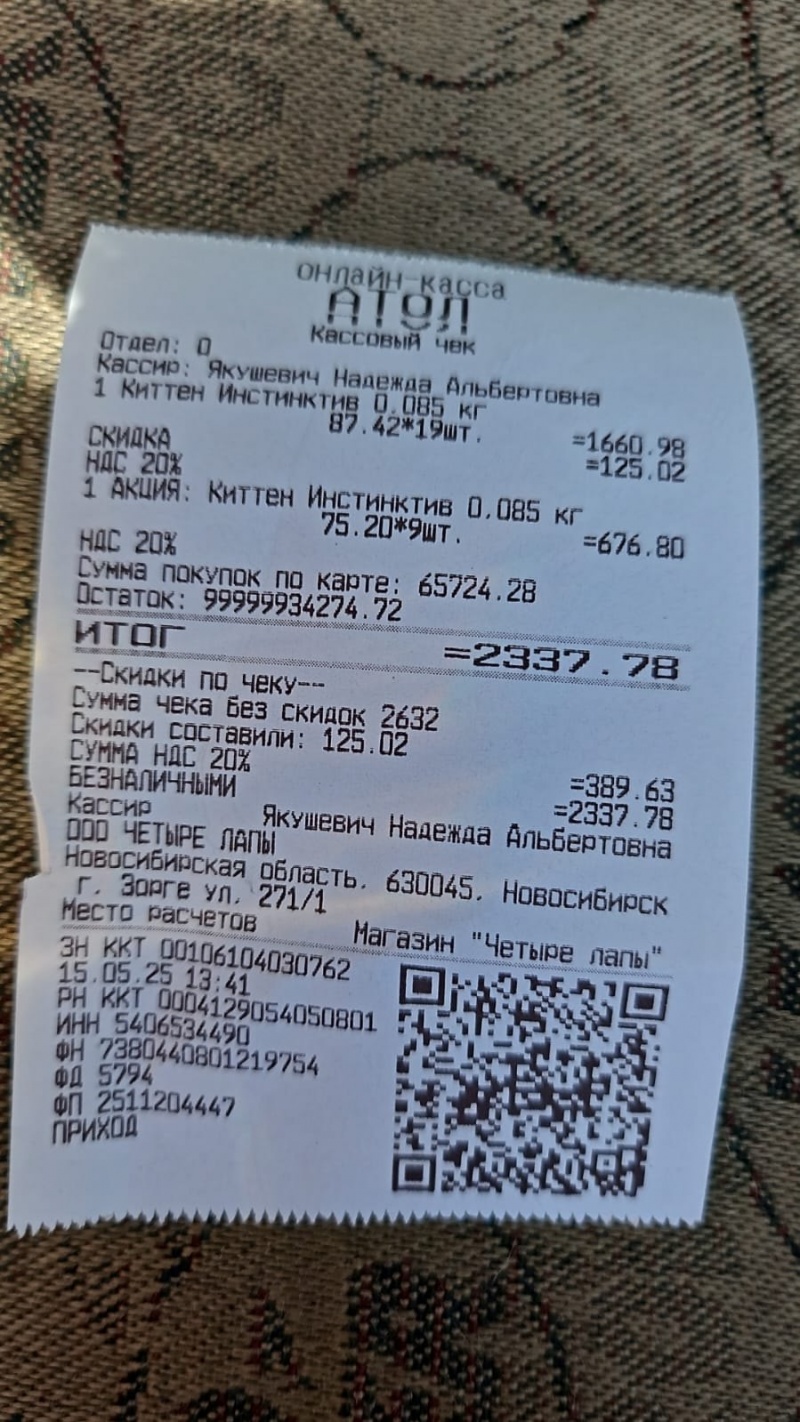 ОНЛАЙН-КАССА
АТОЛ
Кассовый чек
Отдел: 0
Кассир: Якушевич Надежда Альбертовна
1 Киттен Инстинктив 0.085 кг
87.42*19шт. =1660.98
СКИДКА =125.02
НДС 20%
1 АКЦИЯ: Киттен Инстинктив 0.085 кг
75.20*9шт. =676.80
НДС 20%
Сумма покупок по карте: 65724.28
Остаток: 99999934274.72
ИТОГ =2337.78
--Скидки по чеку--
Сумма чека без скидок 2632
Скидки составили: 125.02
СУММА НДС 20% =389.63
БЕЗНАЛИЧНЫМИ =2337.78
Кассир Якушевич Надежда Альбертовна
ООО ЧЕТЫРЕ ЛАПЫ
Новосибирская область, 630045, Новосибирск
г. Зорге ул. 271/1
Место расчетов Магазин "Четыре лапы"
ЗН ККТ 00106104030762
15.05.25 13:41
РН ККТ 0004129054050801
ИНН 5406534490
ФН 7380440801219754
ФД 5794
ФП 2511204447
ПРИХОД